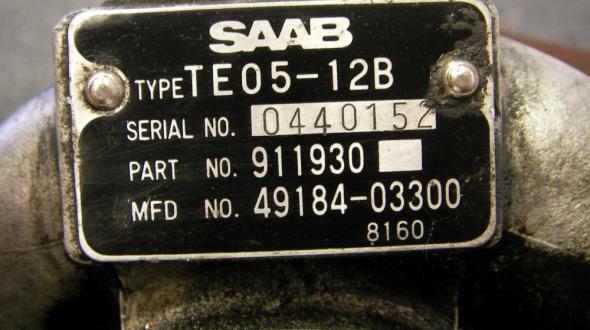 SAAB
TYPE TE05-12B
SERIAL NO. 0440152
PART NO. 911930
MFD NO. 49184-03300
8160